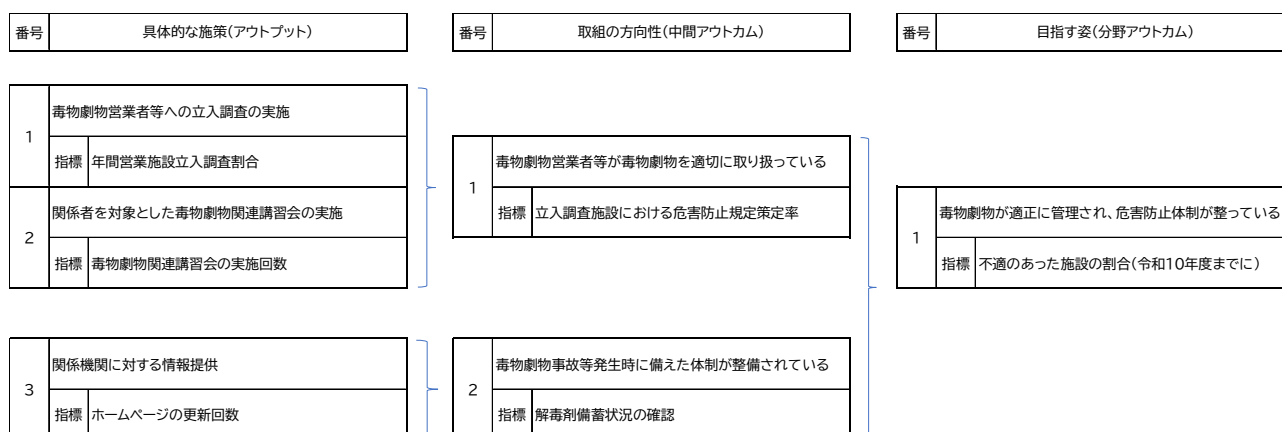 番号 具体的な施策(アウトプット) 番号 取組の方向性(中間アウトカム) 番号 目指す姿(分野アウトカム)
1 毒物劇物営業者等への立入調査の実施
指標 年間営業施設立入調査割合
2 関係者を対象とした毒物劇物関連講習会の実施
指標 毒物劇物関連講習会の実施回数
3 関係機関に対する情報提供
指標 ホームページの更新回数
1 毒物劇物営業者等が毒物劇物を適切に取り扱っている
指標 立入調査施設における危害防止規定策定率
2 毒物劇物事故等発生時に備えた体制が整備されている
指標 解毒剤備蓄状況の確認
1 毒物劇物が適正に管理され、危害防止体制が整っている
指標 不適のあった施設の割合(令和10年度までに)